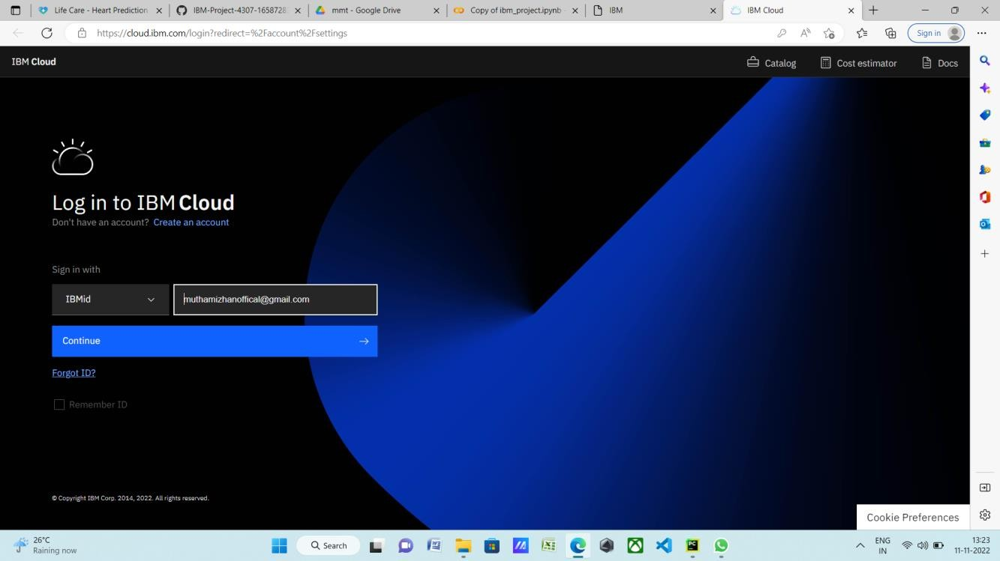 Life Care - Heart Prediction
IBM-Project-4307-1658728
mmt - Google Drive
Copy of ibm_project.ipynb -
IBM
IBM Cloud
https://cloud.ibm.com/login?redirect=%2Faccount%2Fsettings
Sign in
IBM Cloud
Catalog
Cost estimator
Docs
Log in to IBM Cloud
Don't have an account? Create an account
Sign in with
IBMid
muthamizhanoffical@gmail.com
Continue
Forgot ID?
Remember ID
© Copyright IBM Corp. 2014, 2022. All rights reserved.
Cookie Preferences
26°C
Raining now
Search
ENG
IN
13:23
11-11-2022